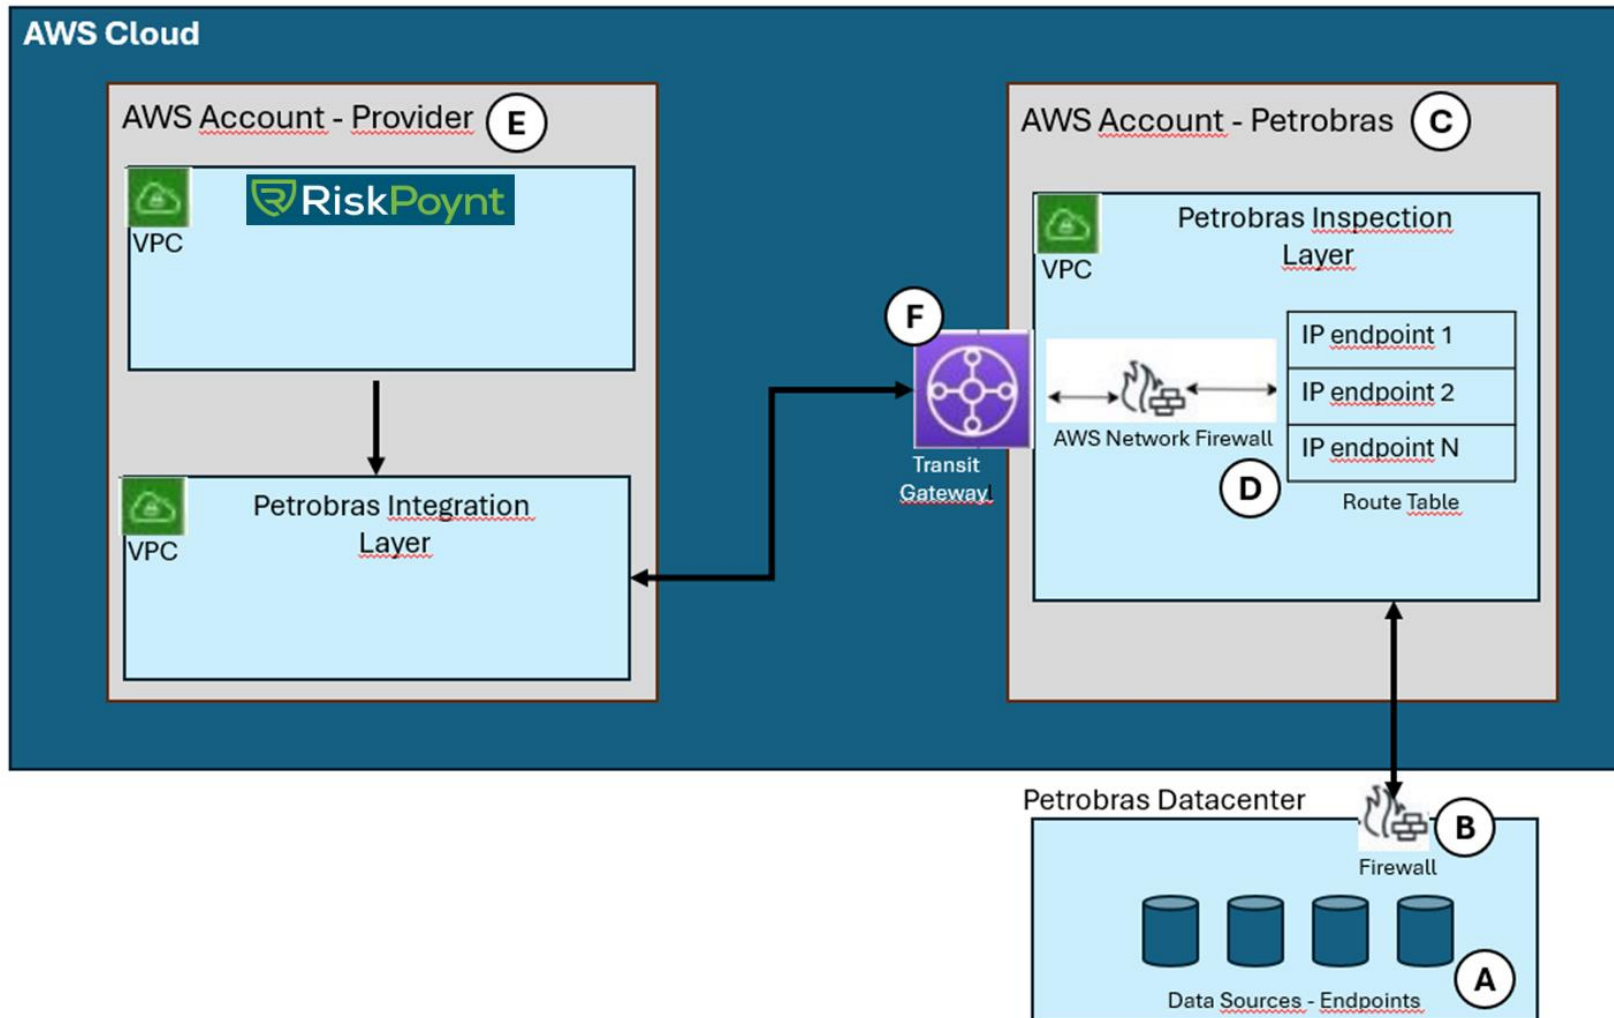 AWS Cloud
AWS Account - Provider
E
RiskPoynt
VPC
Petrobras Integration
Layer
VPC
F
Transit
Gateway
AWS Account - Petrobras
C
Petrobras Inspection
Layer
VPC
AWS Network Firewall
D
IP endpoint 1
IP endpoint 2
IP endpoint N
Route Table
Petrobras Datacenter
B
Firewall
A
Data Sources - Endpoints